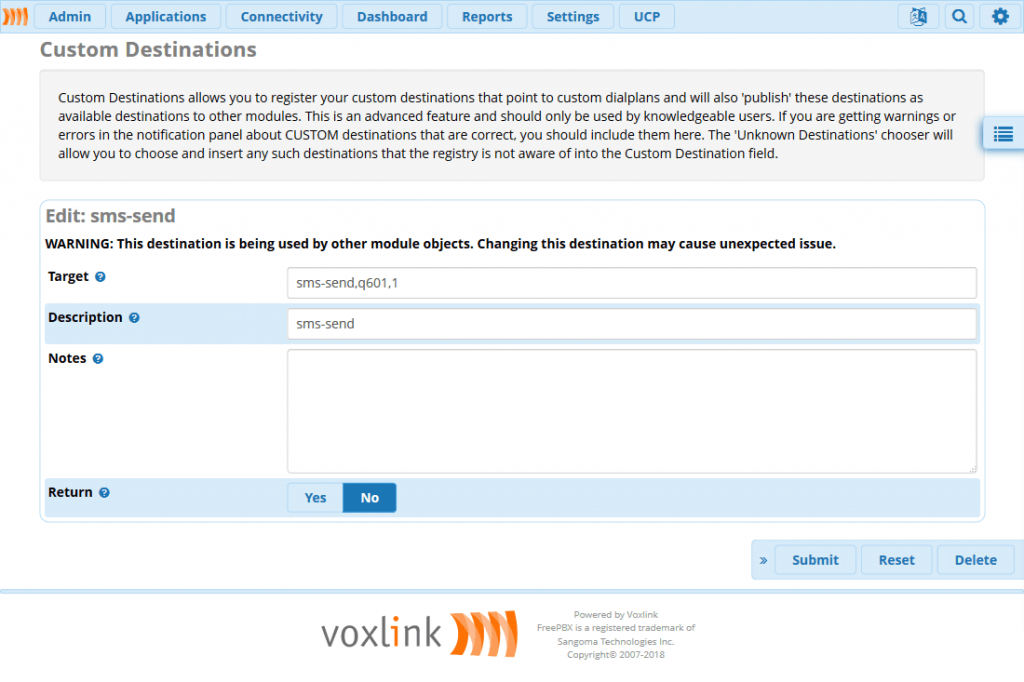 Admin
Applications
Connectivity
Dashboard
Reports
Settings
UCP
Custom Destinations
Custom Destinations allows you to register your custom destinations that point to custom dialplans and will also 'publish' these destinations as
available destinations to other modules. This is an advanced feature and should only be used by knowledgeable users. If you are getting warnings or
errors in the notification panel about CUSTOM destinations that are correct, you should include them here. The 'Unknown Destinations' chooser will
allow you to choose and insert any such destinations that the registry is not aware of into the Custom Destination field.
Edit: sms-send
WARNING: This destination is being used by other module objects. Changing this destination may cause unexpected issue.
Target
sms-send,q601,1
Description
sms-send
Notes
Return
Yes
No
» Submit
Reset
Delete
voxlink
Powered by Voxlink
FreePBX is a registered trademark of
Sangoma Technologies Inc.
Copyright© 2007-2018